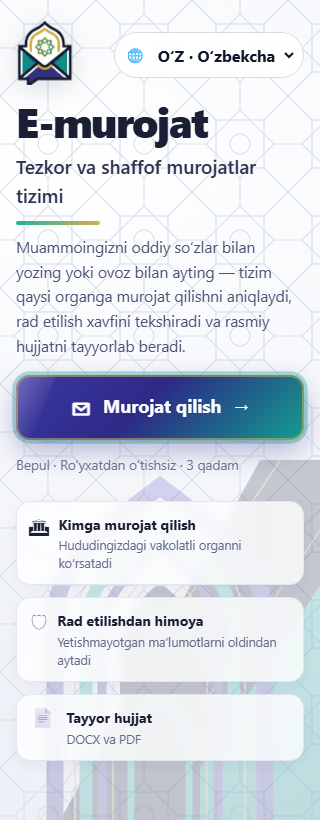 O‘Z · O‘zbekcha
E-murojat
Tezkor va shaffof murojatlar
tizimi
Muammoingizni oddiy so‘zlar bilan
yozing yoki ovoz bilan ayting — tizim
qaysi organga murojat qilishni aniqlaydi,
rad etilish xavfini tekshiradi va rasmiy
hujjatni tayyorlab beradi.
Murojat qilish →
Bepul · Ro‘yxatdan o‘tishsiz · 3 qadam
Kimga murojat qilish
Hududingizdagi vakolatli organni
ko‘rsatadi
Rad etilishdan himoya
Yetishmayotgan ma’lumotlarni oldindan
aytadi
Tayyor hujjat
DOCX va PDF